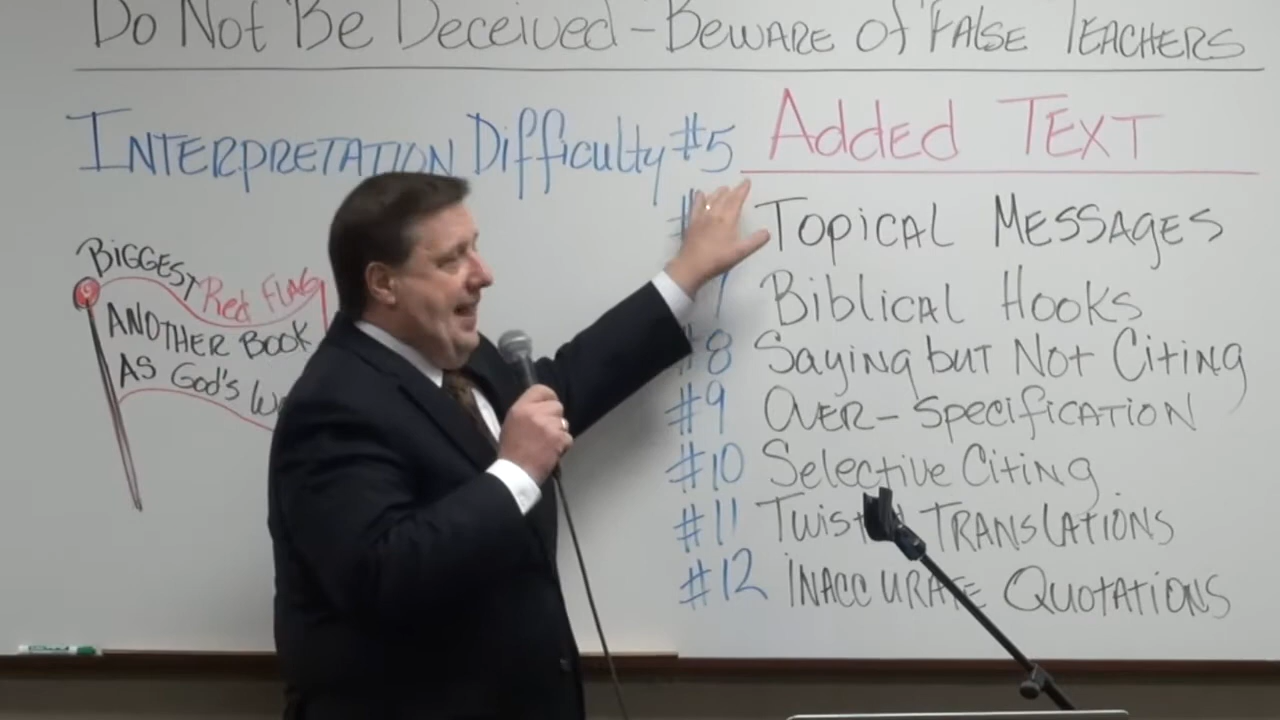 Do Not Be Deceived - Beware of False Teachers
Interpretation Difficulty #5 Added Text
# Topical Messages
7 Biblical Hooks
#8 Saying but Not Citing
#9 Over-Specification
#10 Selective Citing
#11 Translations
#12 Inaccurate Quotations
Biggest Red Flag
Another Book
As God's